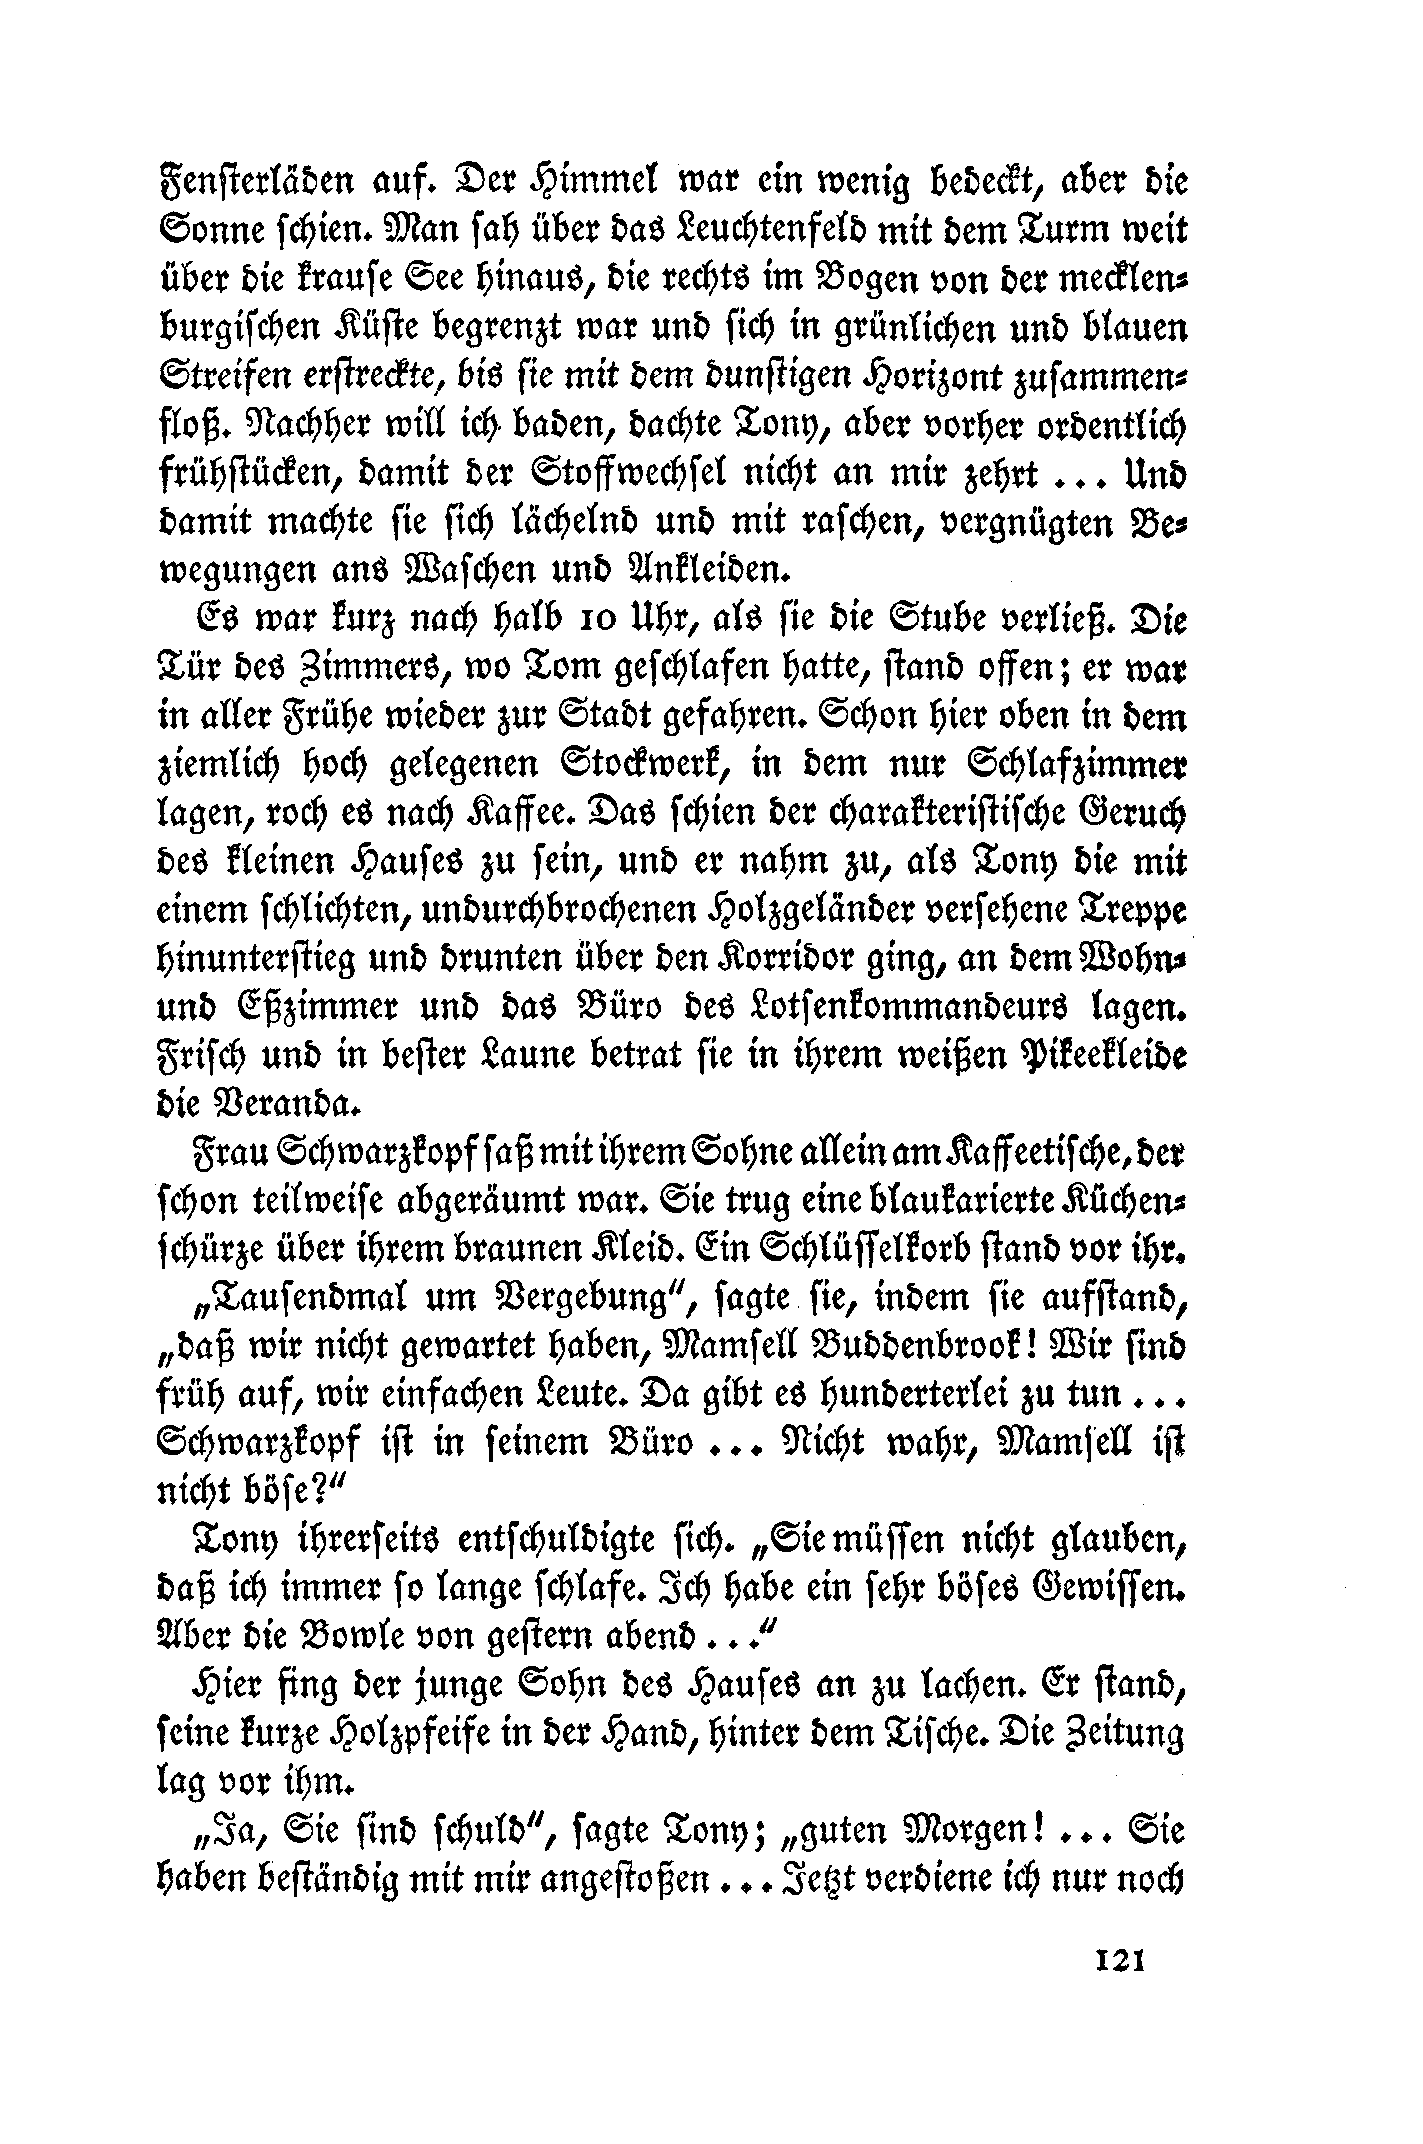 Fensterläden auf. Der Himmel war ein wenig bedeckt, aber die
Sonne schien. Man sah über das Leuchtenfeld mit dem Turm weit
über die krause See hinaus, die rechts im Bogen von der mecklen-
burgischen Küste begrenzt war und sich in grünlichen und blauen
Streifen erstreckte, bis sie mit dem dunstigen Horizont zusammen-
floß. Nachher will ich baden, dachte Tony, aber vorher ordentlich
frühstücken, damit der Stoffwechsel nicht an mir zehrt ... Und
damit machte sie sich lächelnd und mit raschen, vergnügten Be-
wegungen ans Waschen und Ankleiden.
Es war kurz nach halb 10 Uhr, als sie die Stube verließ. Die
Tür des Zimmers, wo Tom geschlafen hatte, stand offen; er war
in aller Frühe wieder zur Stadt gefahren. Schon hier oben in dem
ziemlich hoch gelegenen Stockwerk, in dem nur Schlafzimmer
lagen, roch es nach Kaffee. Das schien der charakteristische Geruch
des kleinen Hauses zu sein, und er nahm zu, als Tony die mit
einem schlichten, undurchbrochenen Holzgeländer versehene Treppe
hinunterstieg und drunten über den Korridor ging, an dem Wohn-
und Eßzimmer und das Büro des Lotsenkommandeurs lagen.
Frisch und in bester Laune betrat sie in ihrem weißen Pikeekleide
die Veranda.
Frau Schwarzkopf saß mit ihrem Sohne allein am Kaffeetische, der
schon teilweise abgeräumt war. Sie trug eine blaukarierte Küchen-
schürze über ihrem braunen Kleid. Ein Schlüsselkorb stand vor ihr.
„Tausendmal um Vergebung“, sagte sie, indem sie aufstand,
„daß wir nicht gewartet haben, Mamsell Buddenbrook! Wir sind
früh auf, wir einfachen Leute. Da gibt es hunderterlei zu tun ...
Schwarzkopf ist in seinem Büro ... Nicht wahr, Mamsell ist
nicht böse?“
Tony ihrerseits entschuldigte sich. „Sie müssen nicht glauben,
daß ich immer so lange schlafe. Ich habe ein sehr böses Gewissen.
Aber die Bowle von gestern abend ...“
Hier fing der junge Sohn des Hauses an zu lachen. Er stand,
seine kurze Holzpfeife in der Hand, hinter dem Tische. Die Zeitung
lag vor ihm.
„Ja, Sie sind schuld“, sagte Tony; „guten Morgen! ... Sie
haben beständig mit mir angestoßen ... Jetzt verdiene ich nur noch
121